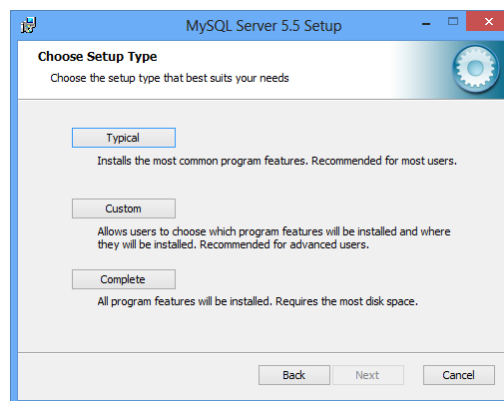 MySQL Server 5.5 Setup
Choose Setup Type
Choose the setup type that best suits your needs
Typical
Installs the most common program features. Recommended for most users.
Custom
Allows users to choose which program features will be installed and where
they will be installed. Recommended for advanced users.
Complete
All program features will be installed. Requires the most disk space.
Back Next Cancel